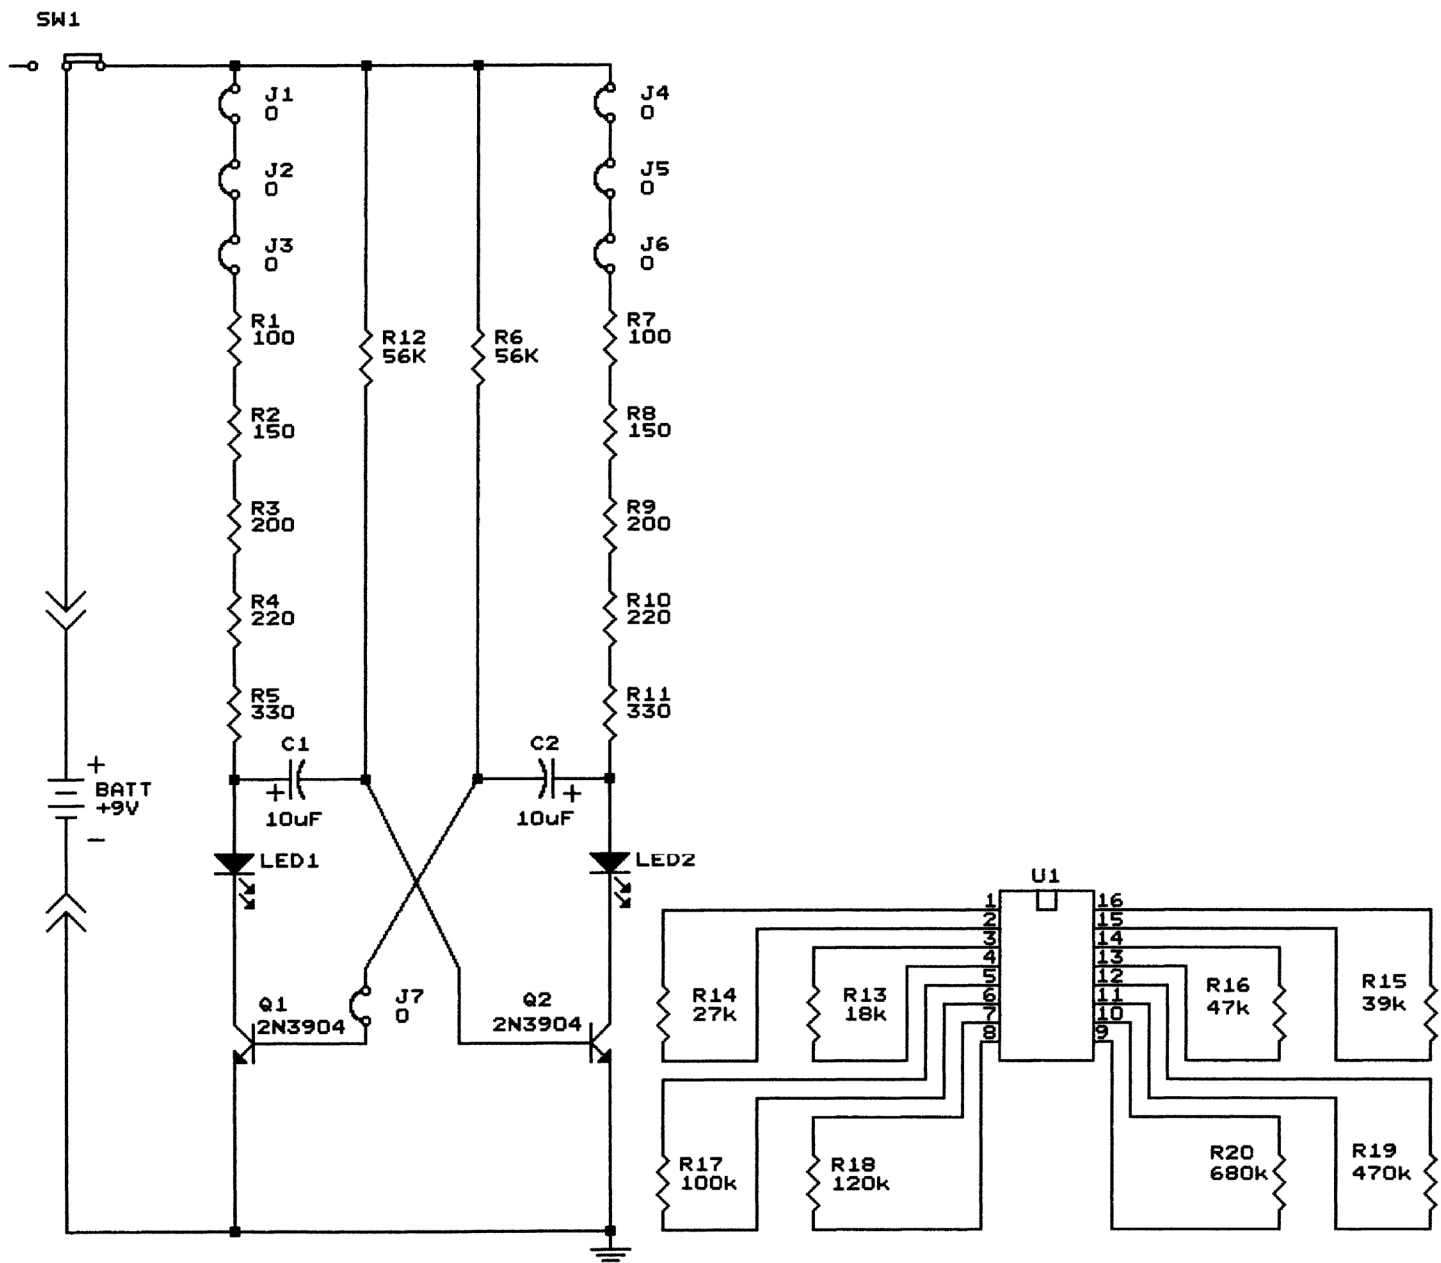 SW1
J1
0
J2
0
J3
0
R1
100
R2
150
R3
200
R4
220
R5
330
R12
56K
R6
56K
J4
0
J5
0
J6
0
R7
100
R8
150
R9
200
R10
220
R11
330
+
BATT
+9V
−
C1
+
10uF
C2
+
10uF
LED1
LED2
Q1
2N3904
J7
0
Q2
2N3904
U1
1
2
3
4
5
6
7
8
16
15
14
13
12
11
10
9
R14
27k
R13
18k
R16
47k
R15
39k
R17
100k
R18
120k
R20
680k
R19
470k